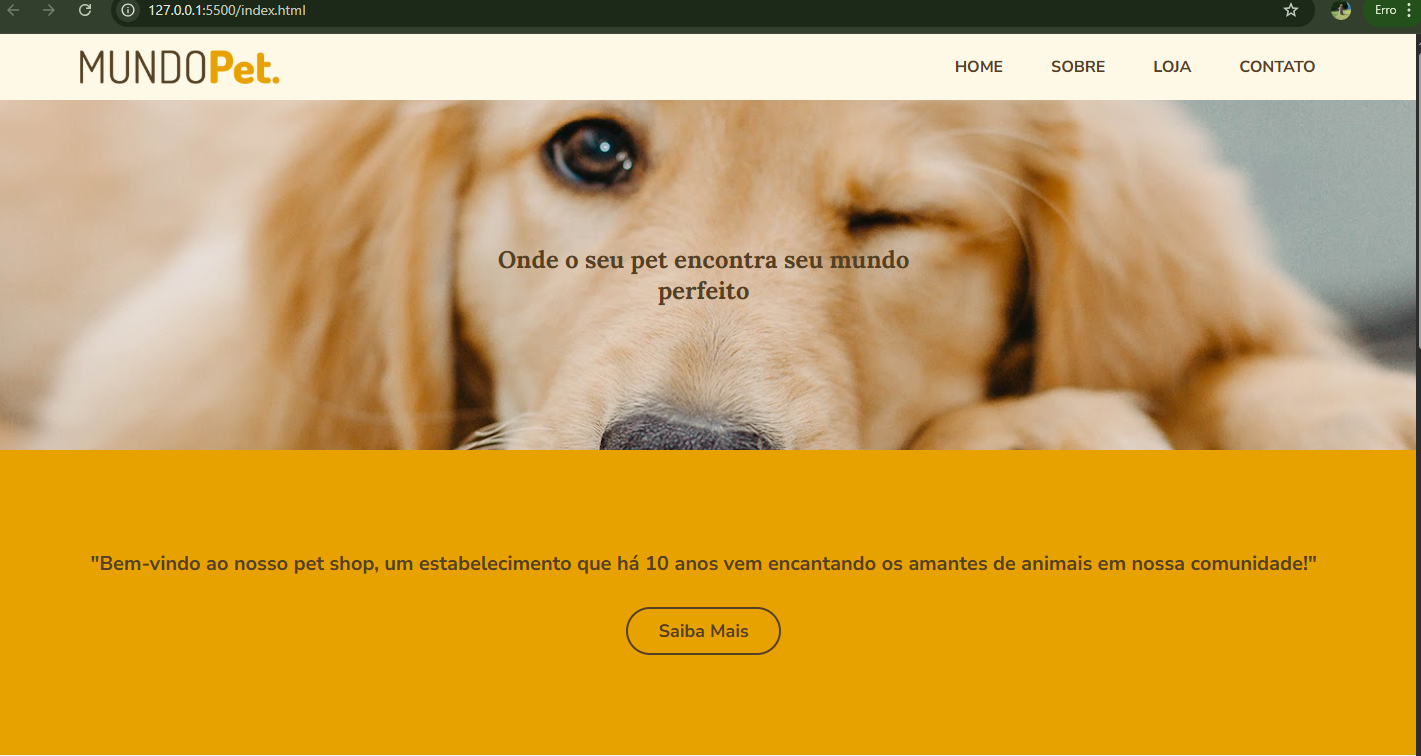 127.0.0.1:5500/index.html
Erro
MUNDOPet.
HOME SOBRE LOJA CONTATO
Onde o seu pet encontra seu mundo
perfeito
"Bem-vindo ao nosso pet shop, um estabelecimento que há 10 anos vem encantando os amantes de animais em nossa comunidade!"
Saiba Mais